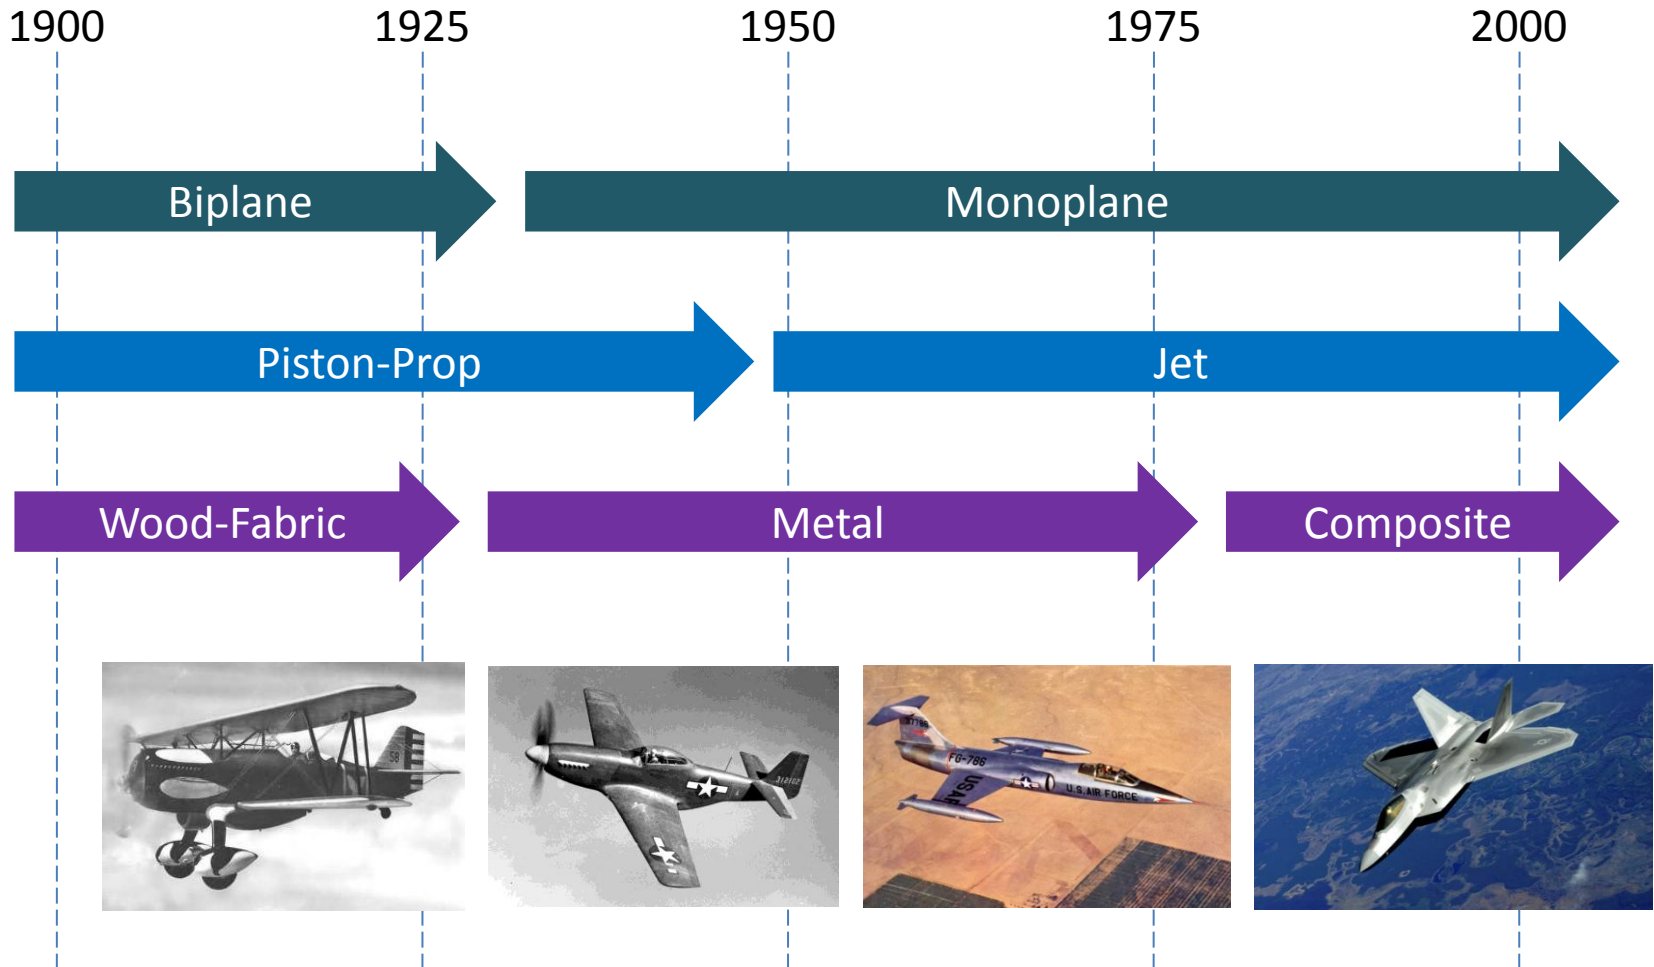 1900 1925 1950 1975 2000
Biplane Monoplane
Piston-Prop Jet
Wood-Fabric Metal Composite
FG-786
USAF
U.S. AIR FORCE